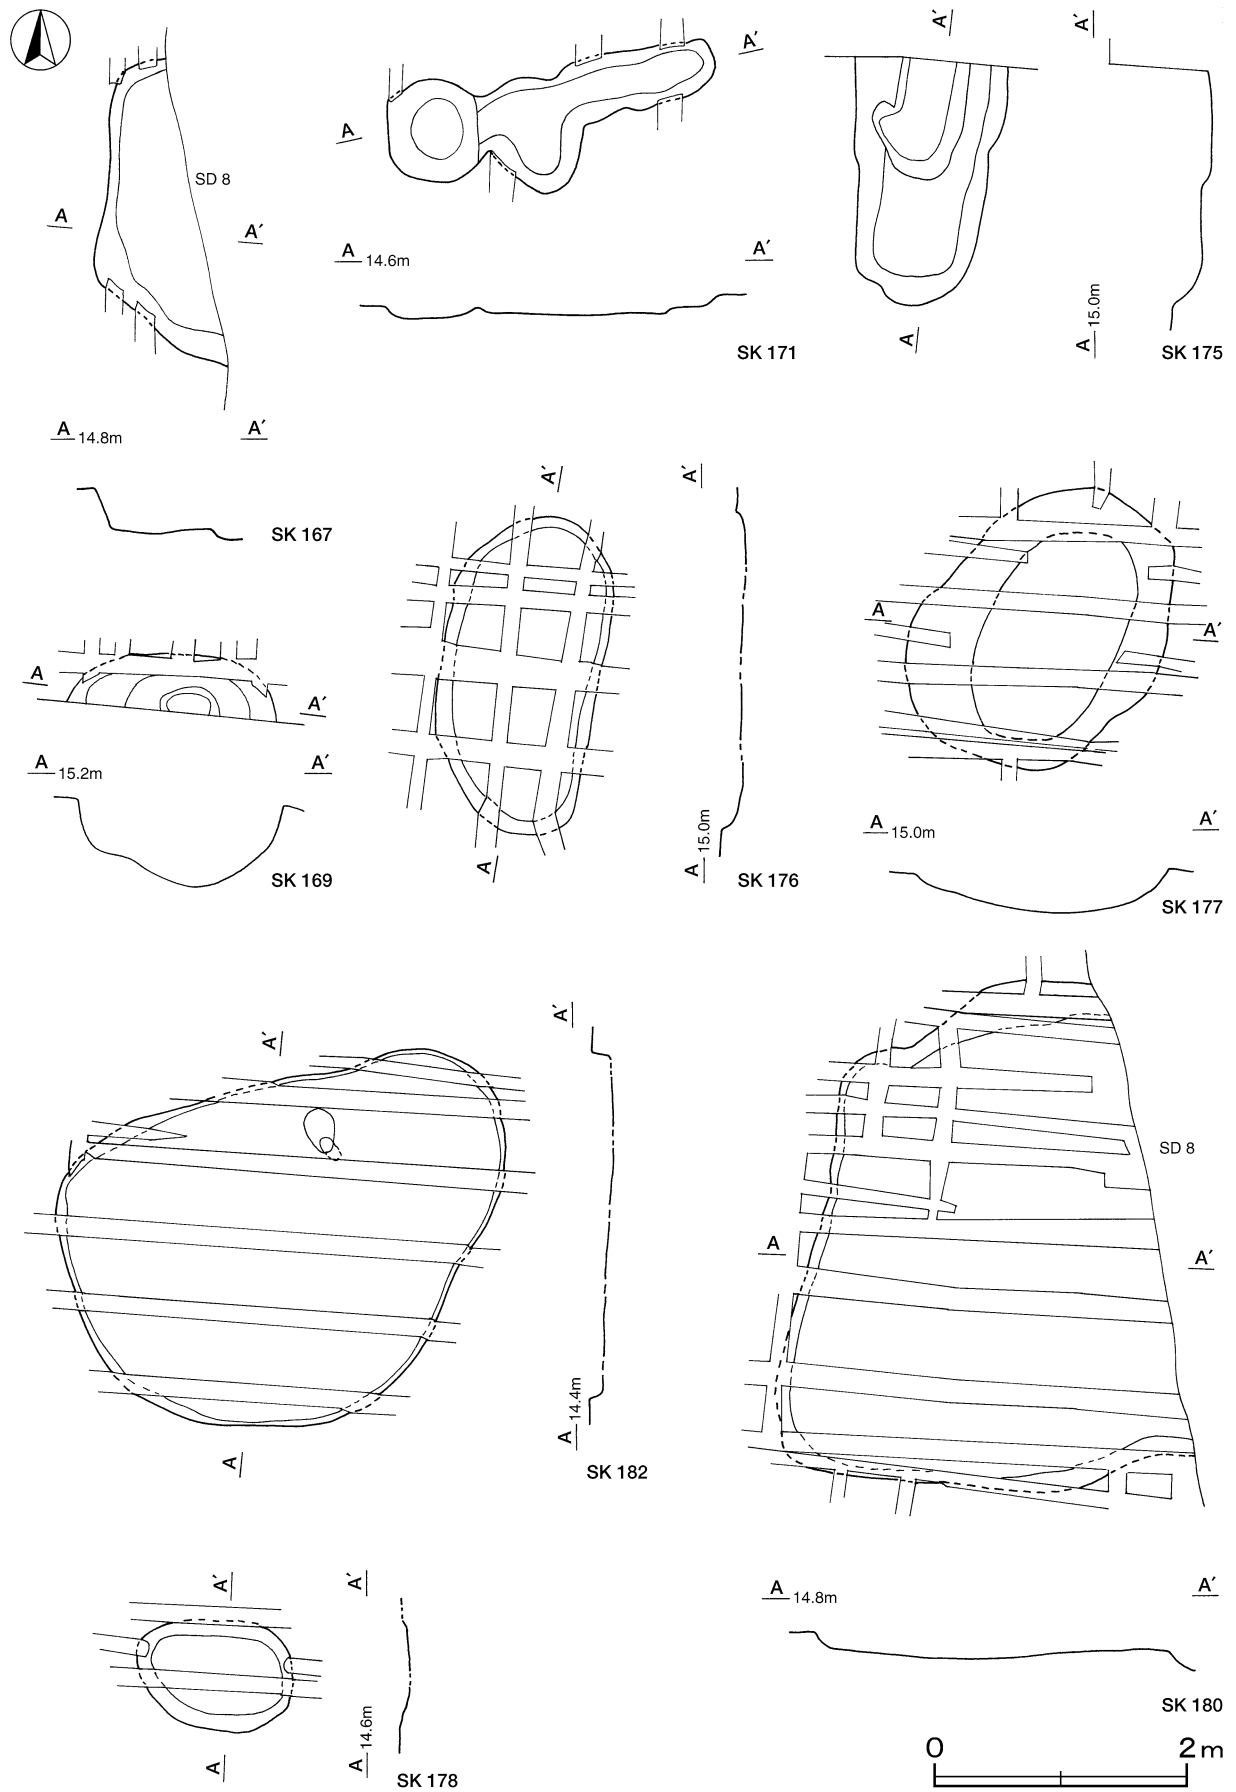 SD 8
A
A′
A 14.8m
A′
SK 167
A
A′
A 14.6m
A′
SK 171
A′
A
A′
A 15.0m
SK 175
A
A′
A 15.2m
A′
SK 169
A′
A
A′
A 15.0m
SK 176
A
A′
A 15.0m
A′
SK 177
A′
A
A′
A 14.4m
SK 182
SD 8
A
A′
A 14.8m
A′
SK 180
A′
A
A′
A 14.6m
SK 178
0 2 m